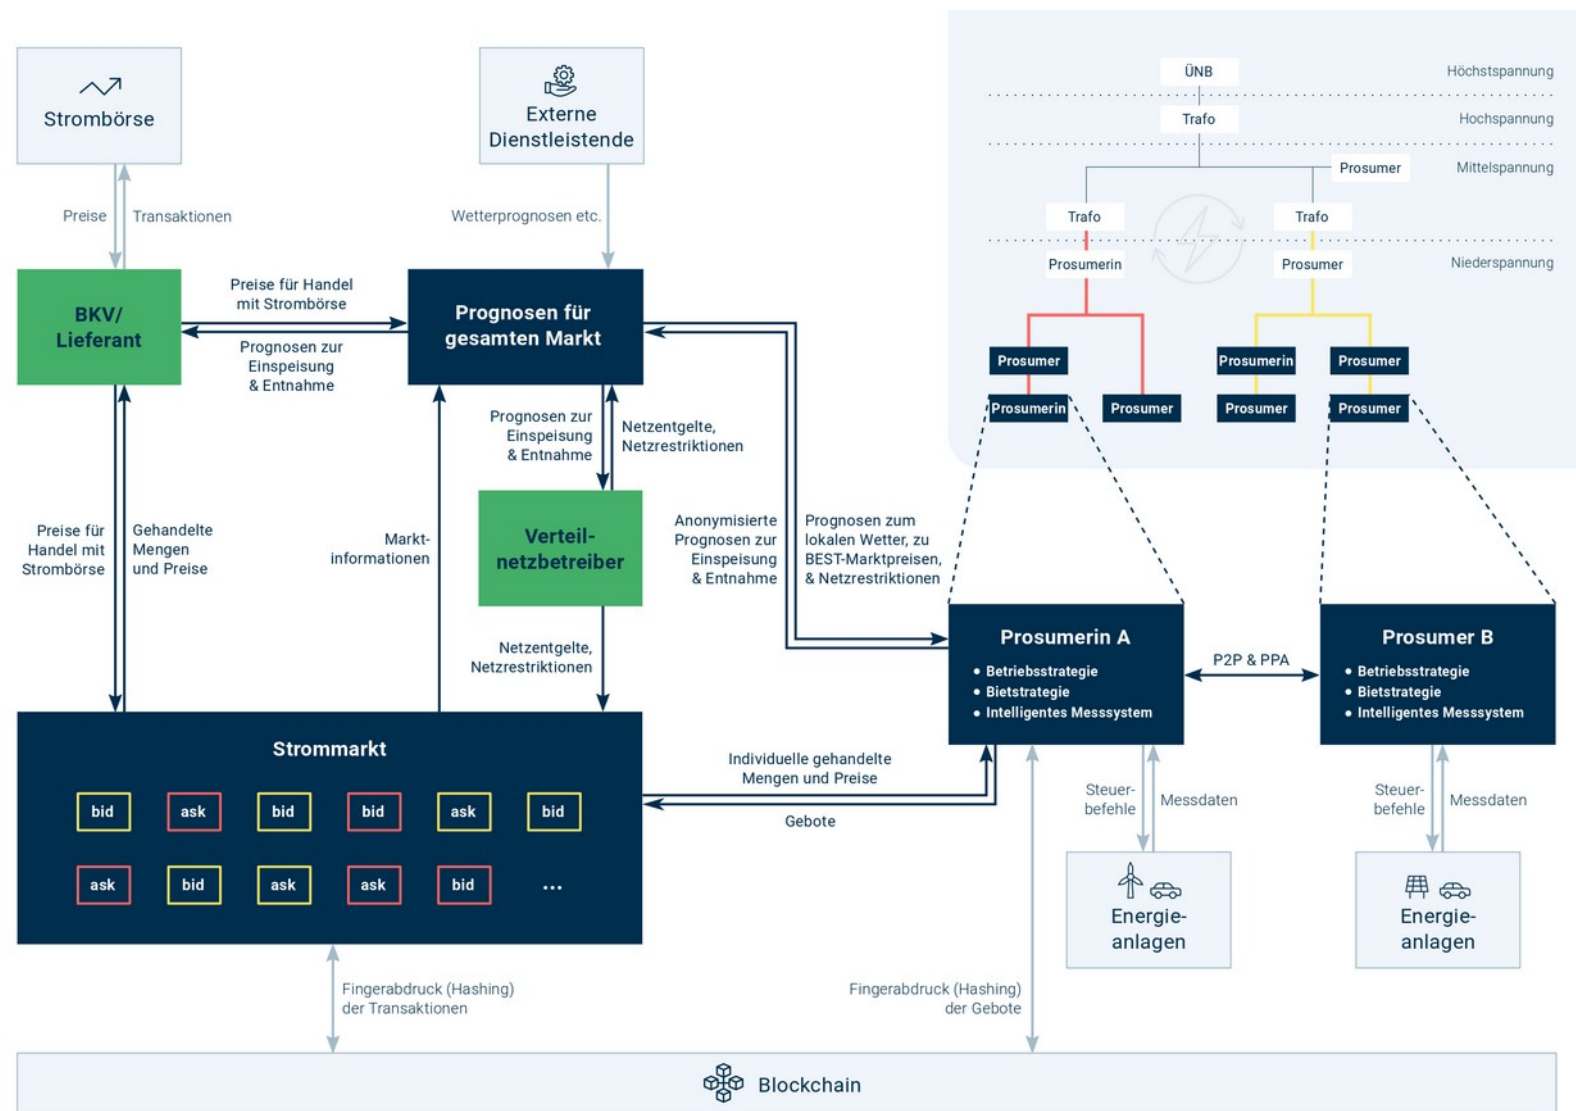 Strombörse
Externe
Dienstleistende
ÜNB
Höchstspannung
Trafo
Hochspannung
Prosumer
Mittelspannung
Trafo
Trafo
Prosumerin
Prosumer
Niederspannung
Prosumer
Prosumerin
Prosumer
Prosumerin
Prosumer
Prosumer
Prosumer
Preise
Transaktionen
Wetterprognosen etc.
BKV/
Lieferant
Preise für Handel
mit Strombörse
Prognosen zur
Einspeisung
& Entnahme
Prognosen für
gesamten Markt
Prognosen zur
Einspeisung
& Entnahme
Netzentgelte,
Netzrestriktionen
Preise für
Handel mit
Strombörse
Gehandelte
Mengen
und Preise
Markt-
informationen
Verteil-
netzbetreiber
Anonymisierte
Prognosen zur
Einspeisung
& Entnahme
Prognosen zum
lokalen Wetter, zu
BEST-Marktpreisen,
& Netzrestriktionen
Netzentgelte,
Netzrestriktionen
Prosumerin A
• Betriebsstrategie
• Bietstrategie
• Intelligentes Messsystem
P2P & PPA
Prosumer B
• Betriebsstrategie
• Bietstrategie
• Intelligentes Messsystem
Strommarkt
bid ask bid bid ask bid
ask bid ask ask bid ...
Individuelle gehandelte
Mengen und Preise
Gebote
Steuer-
befehle
Messdaten
Steuer-
befehle
Messdaten
Energie-
anlagen
Energie-
anlagen
Fingerabdruck (Hashing)
der Transaktionen
Fingerabdruck (Hashing)
der Gebote
Blockchain